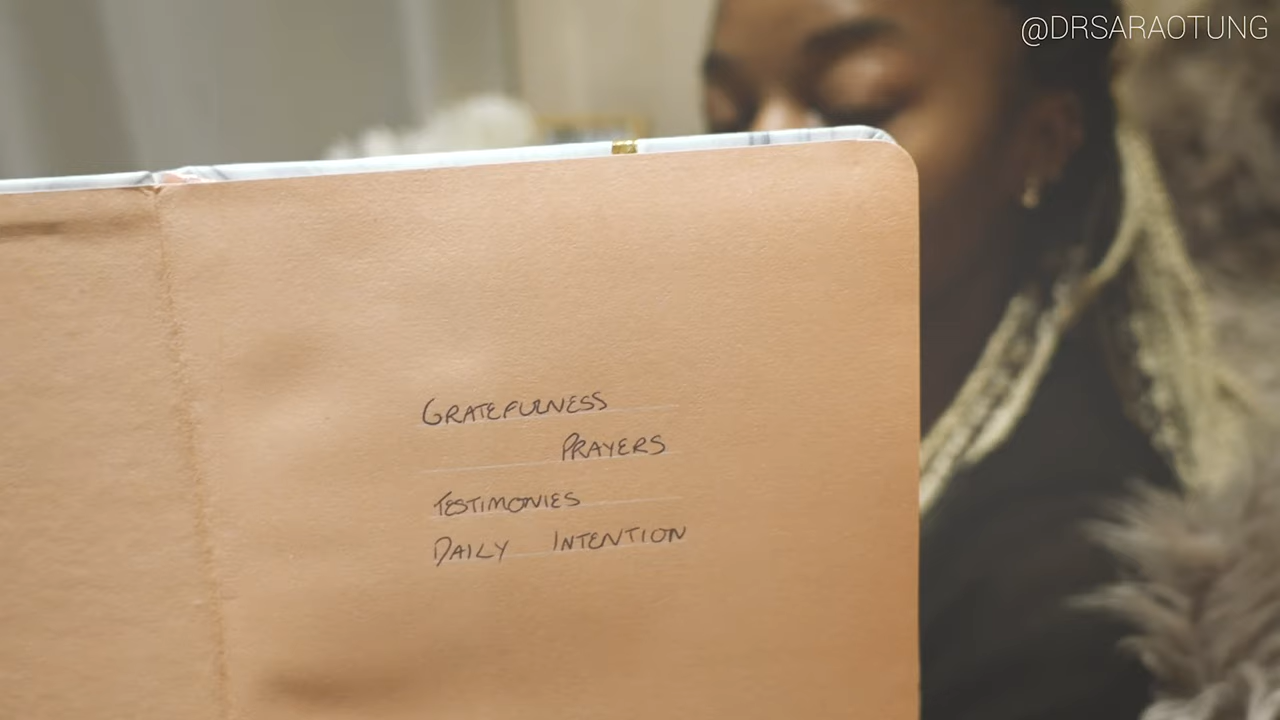 @DRSARAOTUNG
GRATEFULNESS
PRAYERS
TESTIMONIES
DAILY INTENTION